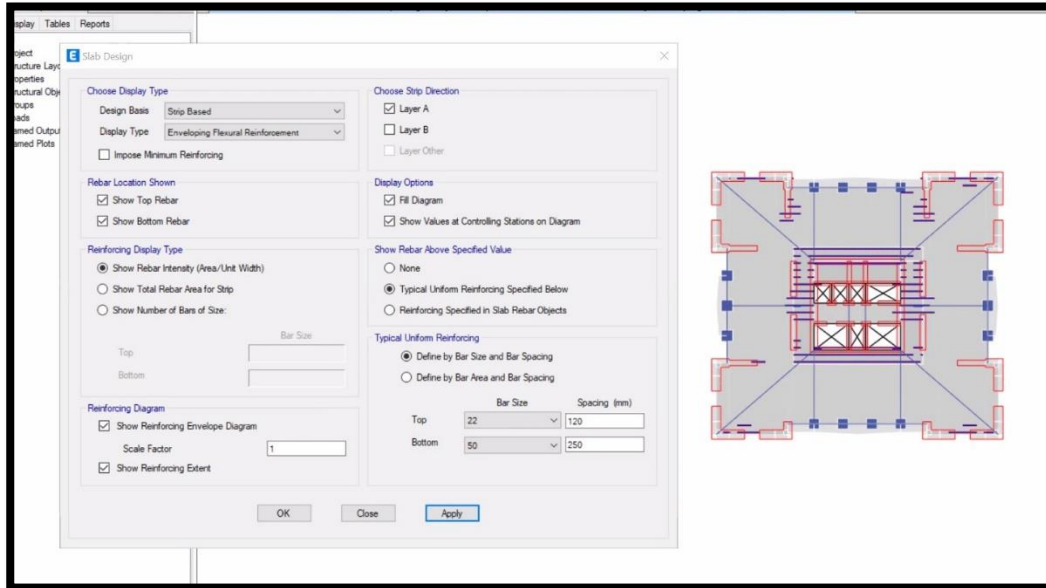 splay Tables Reports
oject
ructure Layo
operties
ructural Obje
roups
oads
amed Outpu
amed Plots
E Slab Design
Choose Display Type
Design Basis Strip Based
Display Type Enveloping Flexural Reinforcement
Impose Minimum Reinforcing
Rebar Location Shown
Show Top Rebar
Show Bottom Rebar
Reinforcing Display Type
Show Rebar Intensity (Area/Unit Width)
Show Total Rebar Area for Strip
Show Number of Bars of Size:
Bar Size
Top
Bottom
Reinforcing Diagram
Show Reinforcing Envelope Diagram
Scale Factor 1
Show Reinforcing Extent
Choose Strip Direction
Layer A
Layer B
Layer Other
Display Options
Fill Diagram
Show Values at Controlling Stations on Diagram
Show Rebar Above Specified Value
None
Typical Uniform Reinforcing Specified Below
Reinforcing Specified in Slab Rebar Objects
Typical Uniform Reinforcing
Define by Bar Size and Bar Spacing
Define by Bar Area and Bar Spacing
Bar Size Spacing (mm)
Top 22 120
Bottom 50 250
OK Close Apply